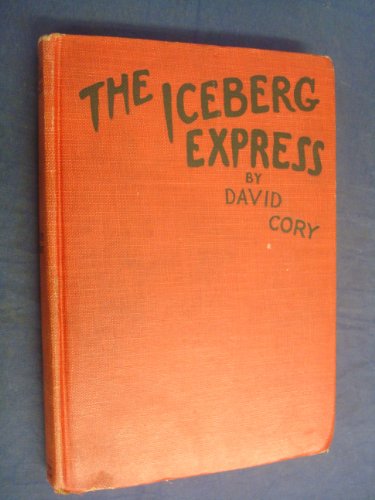 THE ICEBERG
EXPRESS
BY
DAVID
CORY